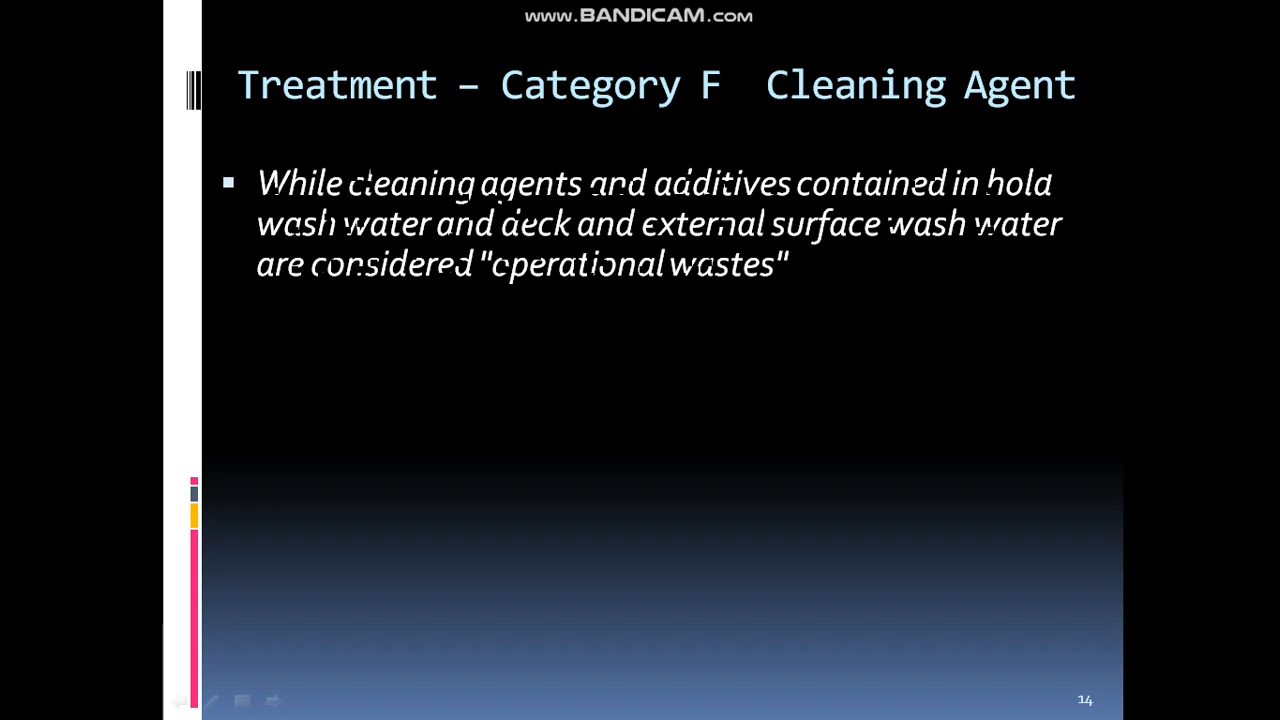 www.BANDICAM.com
Treatment – Category F Cleaning Agent
While cleaning agents and additives contained in hold
wash water and deck and external surface wash water
are considered "operational wastes"
14